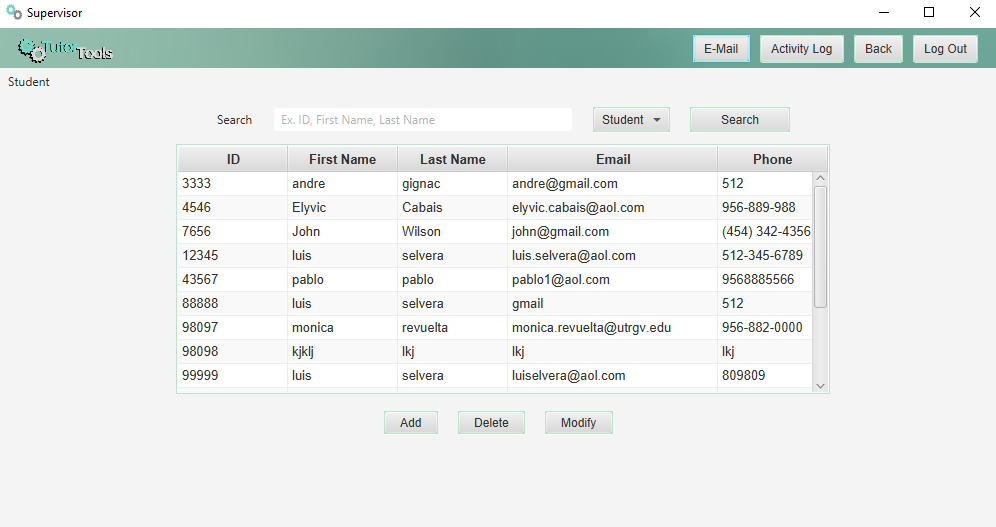 Supervisor
Tutor Tools E-Mail Activity Log Back Log Out
Student
Search Ex. ID, First Name, Last Name Student Search
ID First Name Last Name Email Phone
3333 andre gignac andre@gmail.com 512
4546 Elyvic Cabais elyvic.cabais@aol.com 956-889-988
7656 John Wilson john@gmail.com (454) 342-4356
12345 luis selvera luis.selvera@aol.com 512-345-6789
43567 pablo pablo pablo1@aol.com 9568885566
88888 luis selvera gmail 512
98097 monica revuelta monica.revuelta@utrgv.edu 956-882-0000
98098 kjklj lkj lkj lkj
99999 luis selvera luiselvera@aol.com 809809
Add Delete Modify